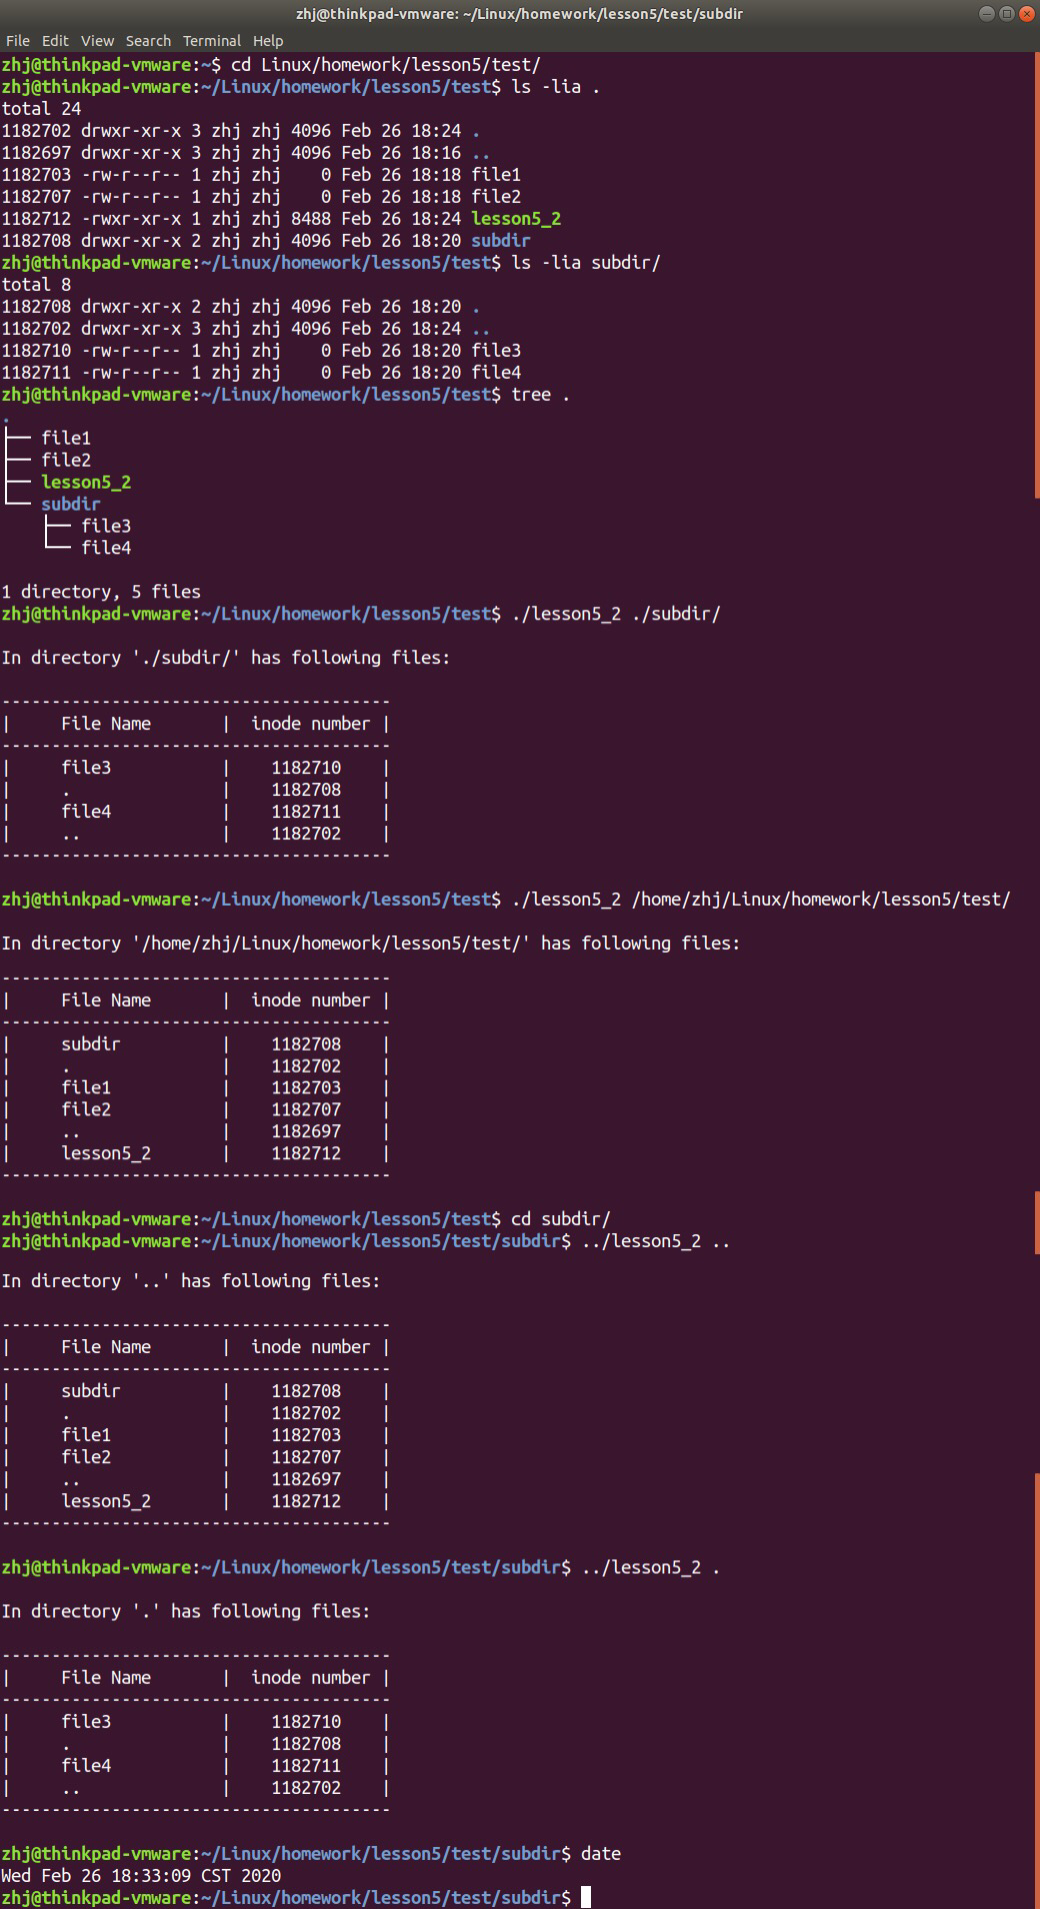 zhj@thinkpad-vmware: ~/Linux/homework/lesson5/test/subdir
File Edit View Search Terminal Help
zhj@thinkpad-vmware:~$ cd Linux/homework/lesson5/test/
zhj@thinkpad-vmware:~/Linux/homework/lesson5/test$ ls -lia .
total 24
1182702 drwxr-xr-x 3 zhj zhj 4096 Feb 26 18:24 .
1182697 drwxr-xr-x 3 zhj zhj 4096 Feb 26 18:16 ..
1182703 -rw-r--r-- 1 zhj zhj    0 Feb 26 18:18 file1
1182707 -rw-r--r-- 1 zhj zhj    0 Feb 26 18:18 file2
1182712 -rwxr-xr-x 1 zhj zhj 8488 Feb 26 18:24 lesson5_2
1182708 drwxr-xr-x 2 zhj zhj 4096 Feb 26 18:20 subdir
zhj@thinkpad-vmware:~/Linux/homework/lesson5/test$ ls -lia subdir/
total 8
1182708 drwxr-xr-x 2 zhj zhj 4096 Feb 26 18:20 .
1182702 drwxr-xr-x 3 zhj zhj 4096 Feb 26 18:24 ..
1182710 -rw-r--r-- 1 zhj zhj    0 Feb 26 18:20 file3
1182711 -rw-r--r-- 1 zhj zhj    0 Feb 26 18:20 file4
zhj@thinkpad-vmware:~/Linux/homework/lesson5/test$ tree .
.
├── file1
├── file2
├── lesson5_2
└── subdir
    ├── file3
    └── file4
1 directory, 5 files
zhj@thinkpad-vmware:~/Linux/homework/lesson5/test$ ./lesson5_2 ./subdir/
In directory './subdir/' has following files:
---------------------------------------
|     File Name       |  inode number |
---------------------------------------
|     file3           |    1182710    |
|     .               |    1182708    |
|     file4           |    1182711    |
|     ..              |    1182702    |
---------------------------------------
zhj@thinkpad-vmware:~/Linux/homework/lesson5/test$ ./lesson5_2 /home/zhj/Linux/homework/lesson5/test/
In directory '/home/zhj/Linux/homework/lesson5/test/' has following files:
---------------------------------------
|     File Name       |  inode number |
---------------------------------------
|     subdir          |    1182708    |
|     .               |    1182702    |
|     file1           |    1182703    |
|     file2           |    1182707    |
|     ..              |    1182697    |
|     lesson5_2       |    1182712    |
---------------------------------------
zhj@thinkpad-vmware:~/Linux/homework/lesson5/test$ cd subdir/
zhj@thinkpad-vmware:~/Linux/homework/lesson5/test/subdir$ ../lesson5_2 ..
In directory '..' has following files:
---------------------------------------
|     File Name       |  inode number |
---------------------------------------
|     subdir          |    1182708    |
|     .               |    1182702    |
|     file1           |    1182703    |
|     file2           |    1182707    |
|     ..              |    1182697    |
|     lesson5_2       |    1182712    |
---------------------------------------
zhj@thinkpad-vmware:~/Linux/homework/lesson5/test/subdir$ ../lesson5_2 .
In directory '.' has following files:
---------------------------------------
|     File Name       |  inode number |
---------------------------------------
|     file3           |    1182710    |
|     .               |    1182708    |
|     file4           |    1182711    |
|     ..              |    1182702    |
---------------------------------------
zhj@thinkpad-vmware:~/Linux/homework/lesson5/test/subdir$ date
Wed Feb 26 18:33:09 CST 2020
zhj@thinkpad-vmware:~/Linux/homework/lesson5/test/subdir$